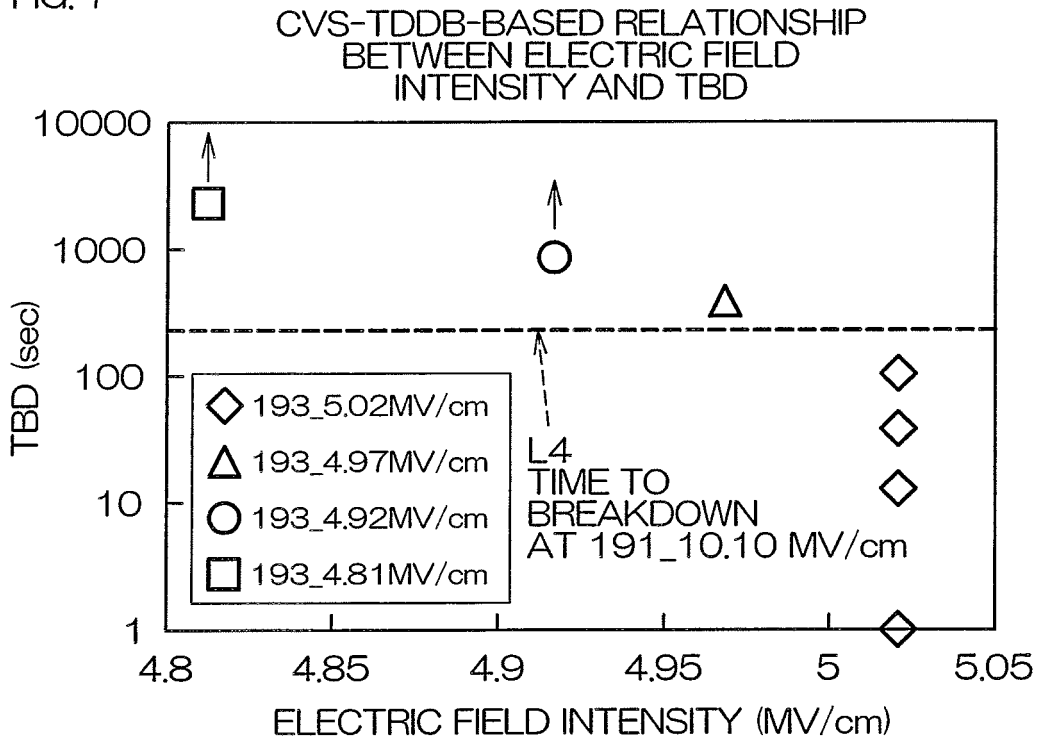 CVS-TDDB-BASED RELATIONSHIP
BETWEEN ELECTRIC FIELD
INTENSITY AND TBD
10000
1000
100
10
1
TBD (sec)
193_5.02MV/cm
193_4.97MV/cm
193_4.92MV/cm
193_4.81MV/cm
L4
TIME TO
BREAKDOWN
AT 191_10.10 MV/cm
4.8 4.85 4.9 4.95 5 5.05
ELECTRIC FIELD INTENSITY (MV/cm)